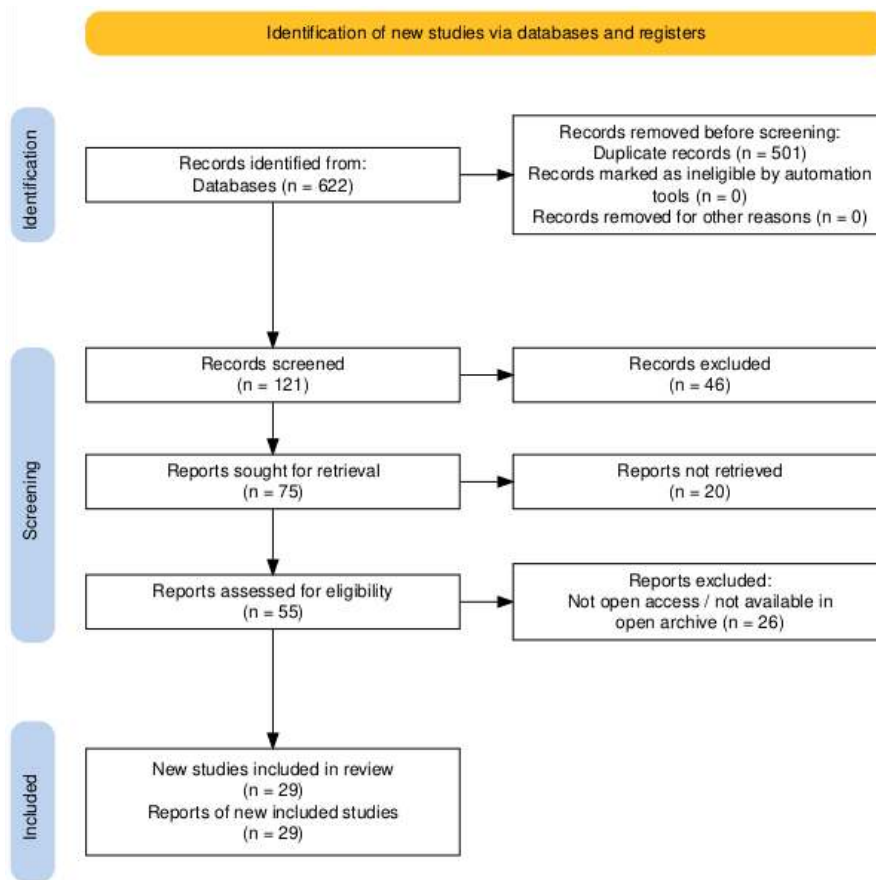 Identification of new studies via databases and registers
Identification
Records identified from:
Databases (n = 622)
Records removed before screening:
Duplicate records (n = 501)
Records marked as ineligible by automation
tools (n = 0)
Records removed for other reasons (n = 0)
Screening
Records screened
(n = 121)
Records excluded
(n = 46)
Reports sought for retrieval
(n = 75)
Reports not retrieved
(n = 20)
Reports assessed for eligibility
(n = 55)
Reports excluded:
Not open access / not available in
open archive (n = 26)
Included
New studies included in review
(n = 29)
Reports of new included studies
(n = 29)